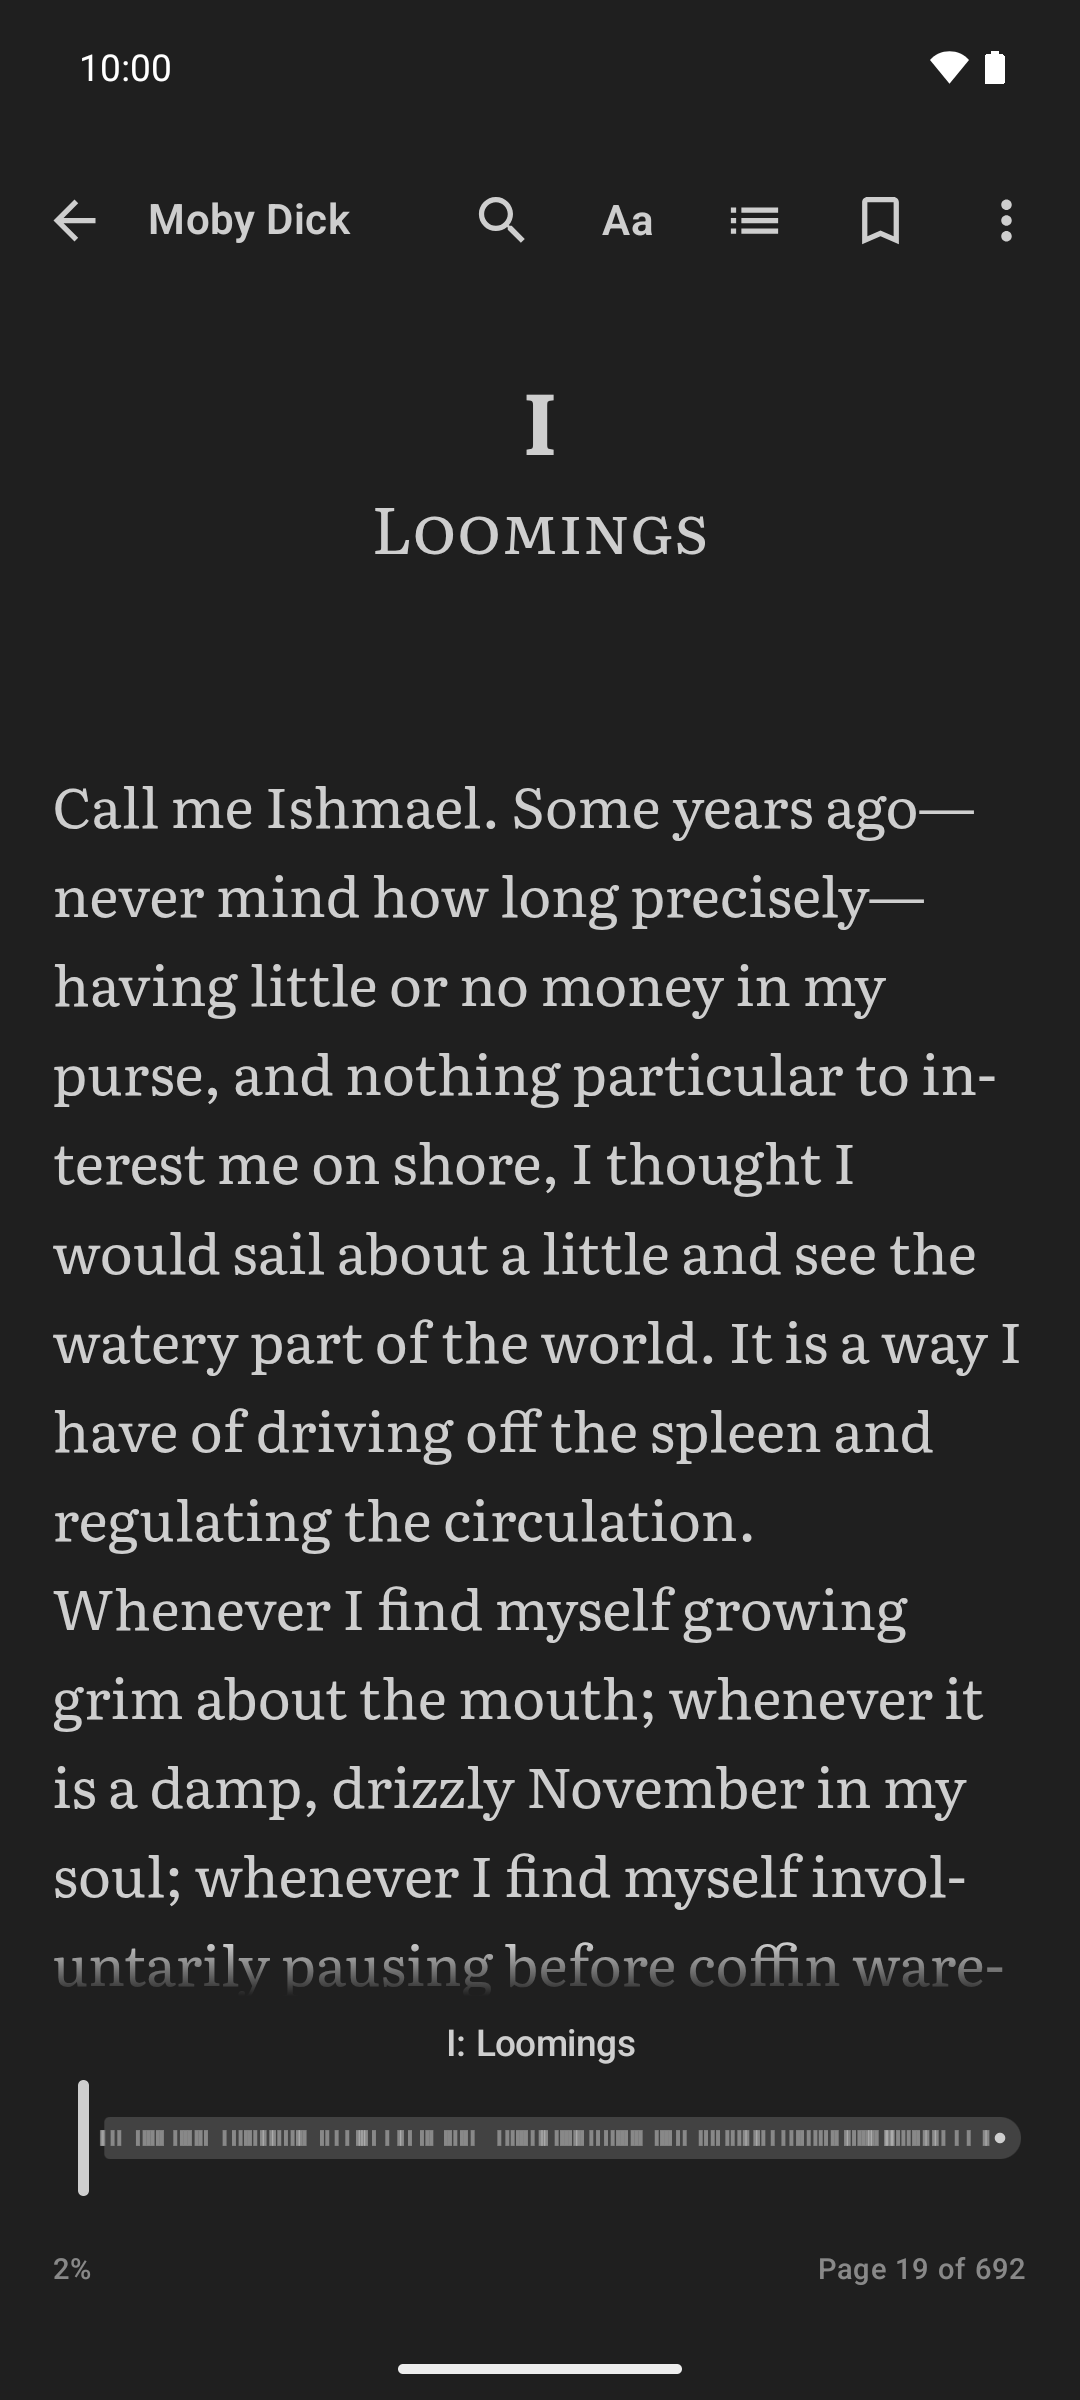 10:00
Moby Dick
Aa
I
Loomings
Call me Ishmael. Some years ago—
never mind how long precisely—
having little or no money in my
purse, and nothing particular to in-
terest me on shore, I thought I
would sail about a little and see the
watery part of the world. It is a way I
have of driving off the spleen and
regulating the circulation.
Whenever I find myself growing
grim about the mouth; whenever it
is a damp, drizzly November in my
soul; whenever I find myself invol-
untarily pausing before coffin ware-
I: Loomings
2%
Page 19 of 692